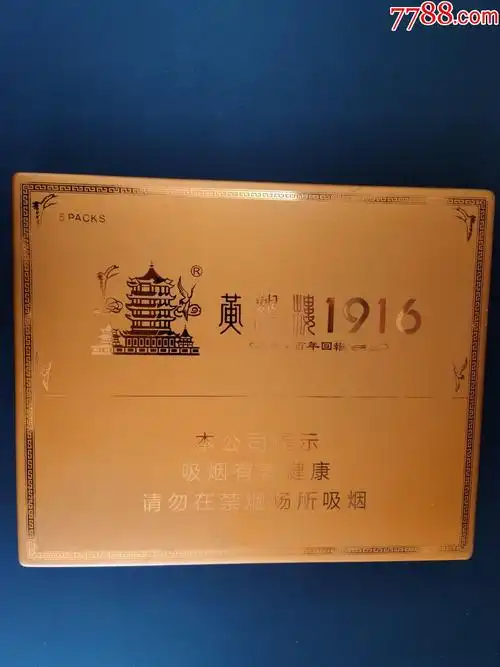 7788.com
5 PACKS
® 黄鹤楼1916
百年回报
本公司提示
吸烟有害健康
请勿在禁烟场所吸烟